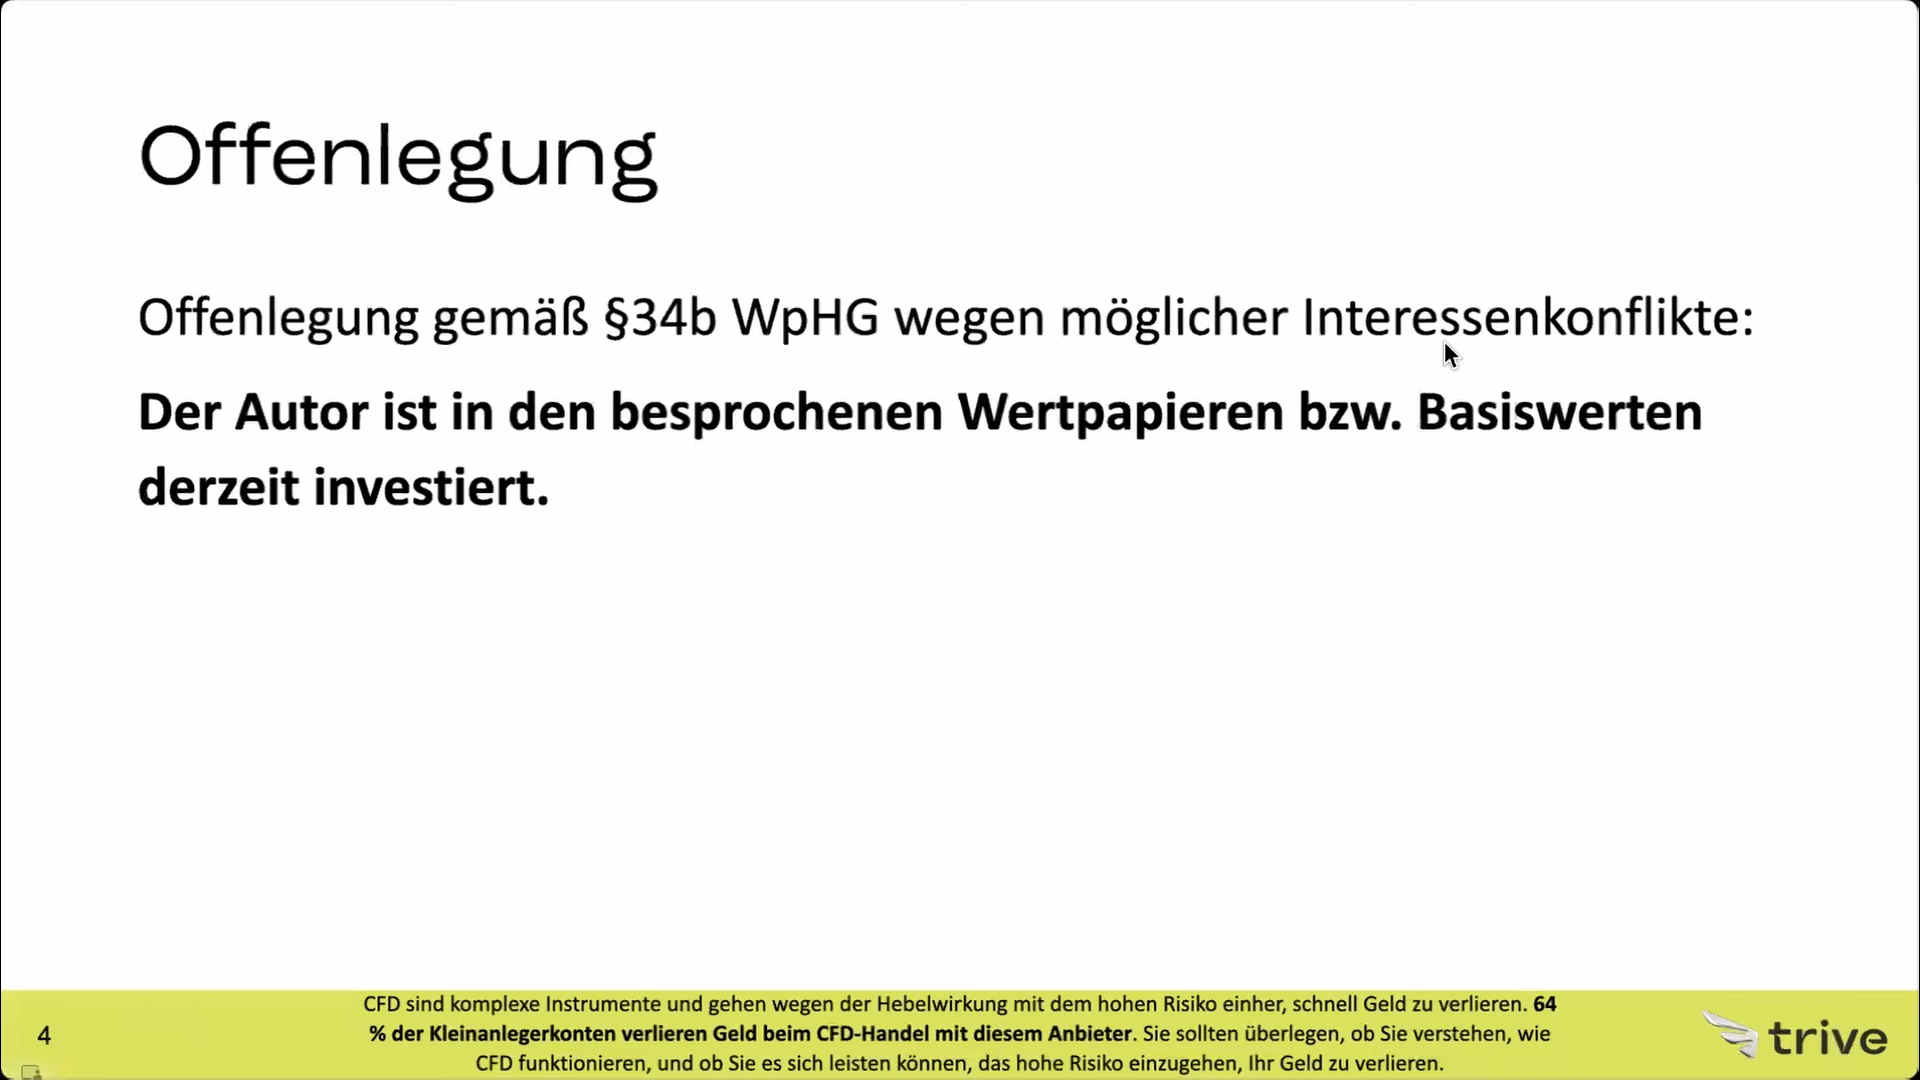 Offenlegung
Offenlegung gemäß §34b WpHG wegen möglicher Interessenkonflikte:
Der Autor ist in den besprochenen Wertpapieren bzw. Basiswerten
derzeit investiert.
CFD sind komplexe Instrumente und gehen wegen der Hebelwirkung mit dem hohen Risiko einher, schnell Geld zu verlieren. 64
% der Kleinanlegerkonten verlieren Geld beim CFD-Handel mit diesem Anbieter. Sie sollten überlegen, ob Sie verstehen, wie
CFD funktionieren, und ob Sie es sich leisten können, das hohe Risiko einzugehen, Ihr Geld zu verlieren.
4
trive